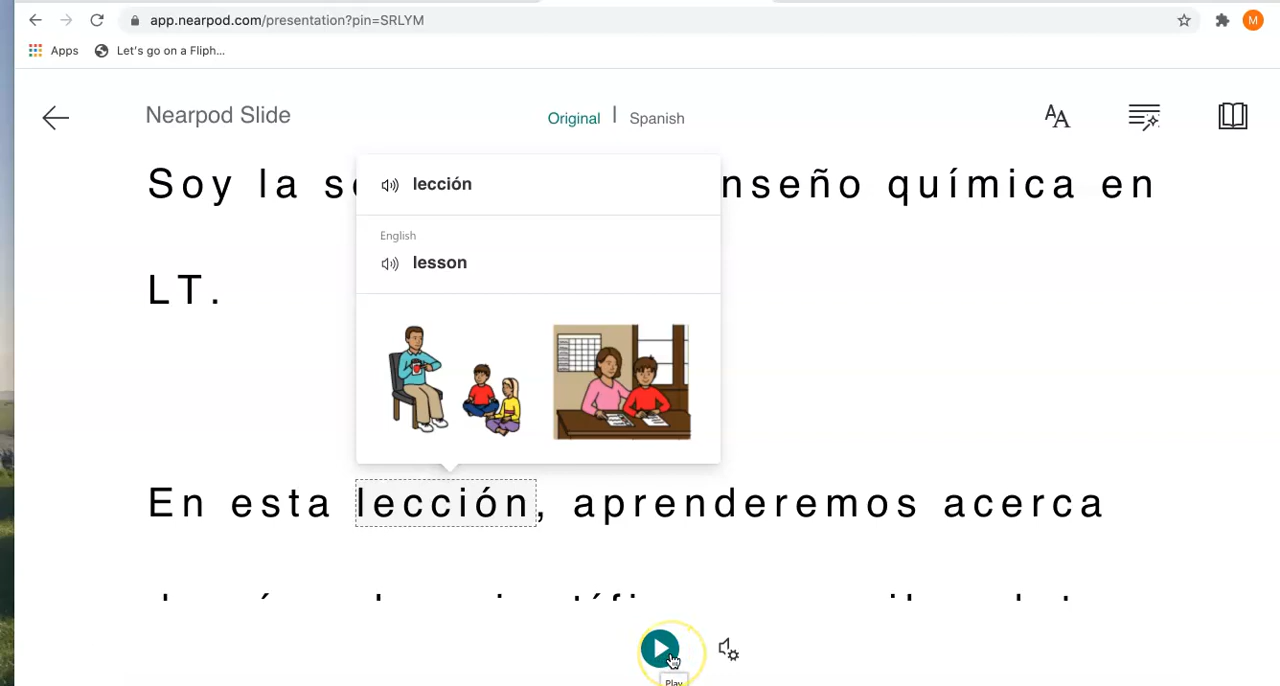 app.nearpod.com/presentation?pin=SRLYM
M
Apps Let's go on a Fliph...
Nearpod Slide
Original | Spanish
AA
Soy la nseño química en
lección
English
lesson
LT.
En esta lección, aprenderemos acerca
Play